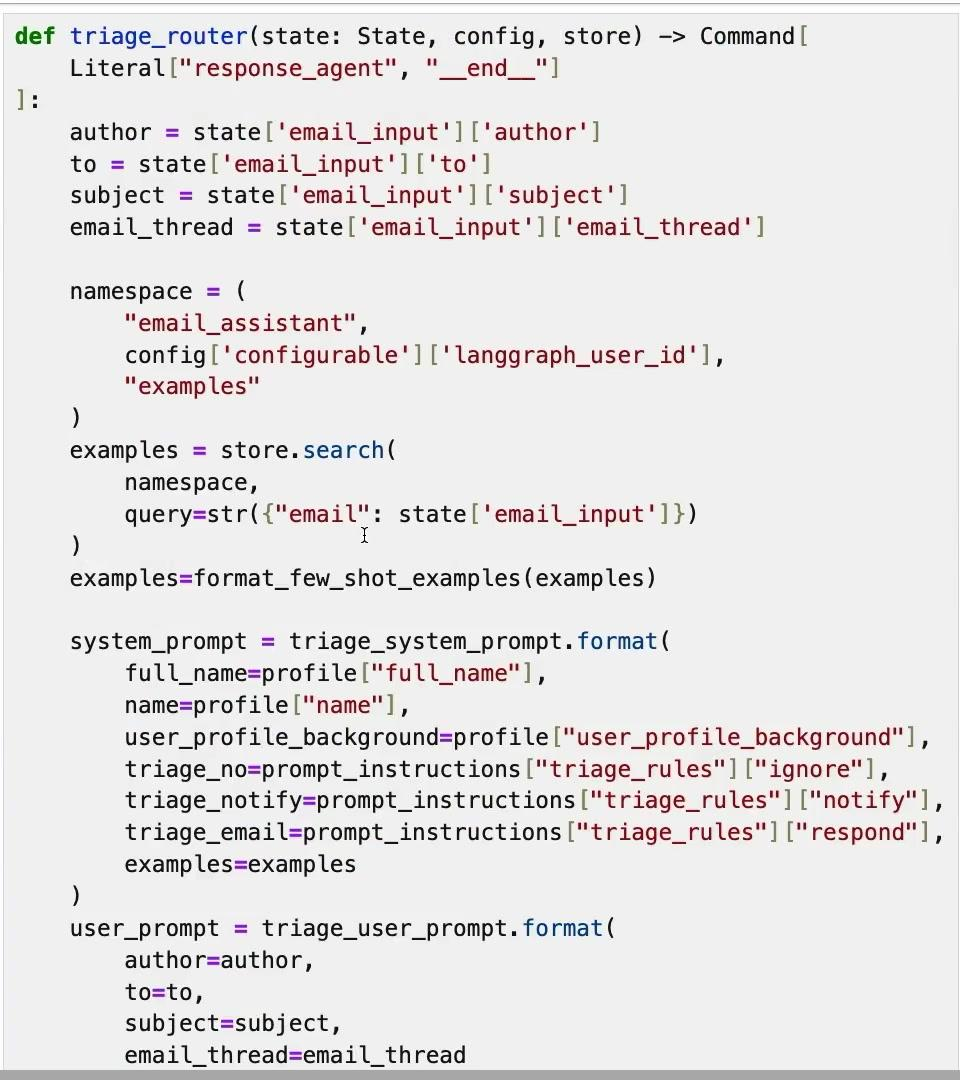 def triage_router(state: State, config, store) -> Command[
    Literal["response_agent", "__end__"]
]:
    author = state['email_input']['author']
    to = state['email_input']['to']
    subject = state['email_input']['subject']
    email_thread = state['email_input']['email_thread']

    namespace = (
        "email_assistant",
        config['configurable']['langgraph_user_id'],
        "examples"
    )
    examples = store.search(
        namespace,
        query=str({"email": state['email_input']})
    )
    examples=format_few_shot_examples(examples)

    system_prompt = triage_system_prompt.format(
        full_name=profile["full_name"],
        name=profile["name"],
        user_profile_background=profile["user_profile_background"],
        triage_no=prompt_instructions["triage_rules"]["ignore"],
        triage_notify=prompt_instructions["triage_rules"]["notify"],
        triage_email=prompt_instructions["triage_rules"]["respond"],
        examples=examples
    )
    user_prompt = triage_user_prompt.format(
        author=author,
        to=to,
        subject=subject,
        email_thread=email_thread